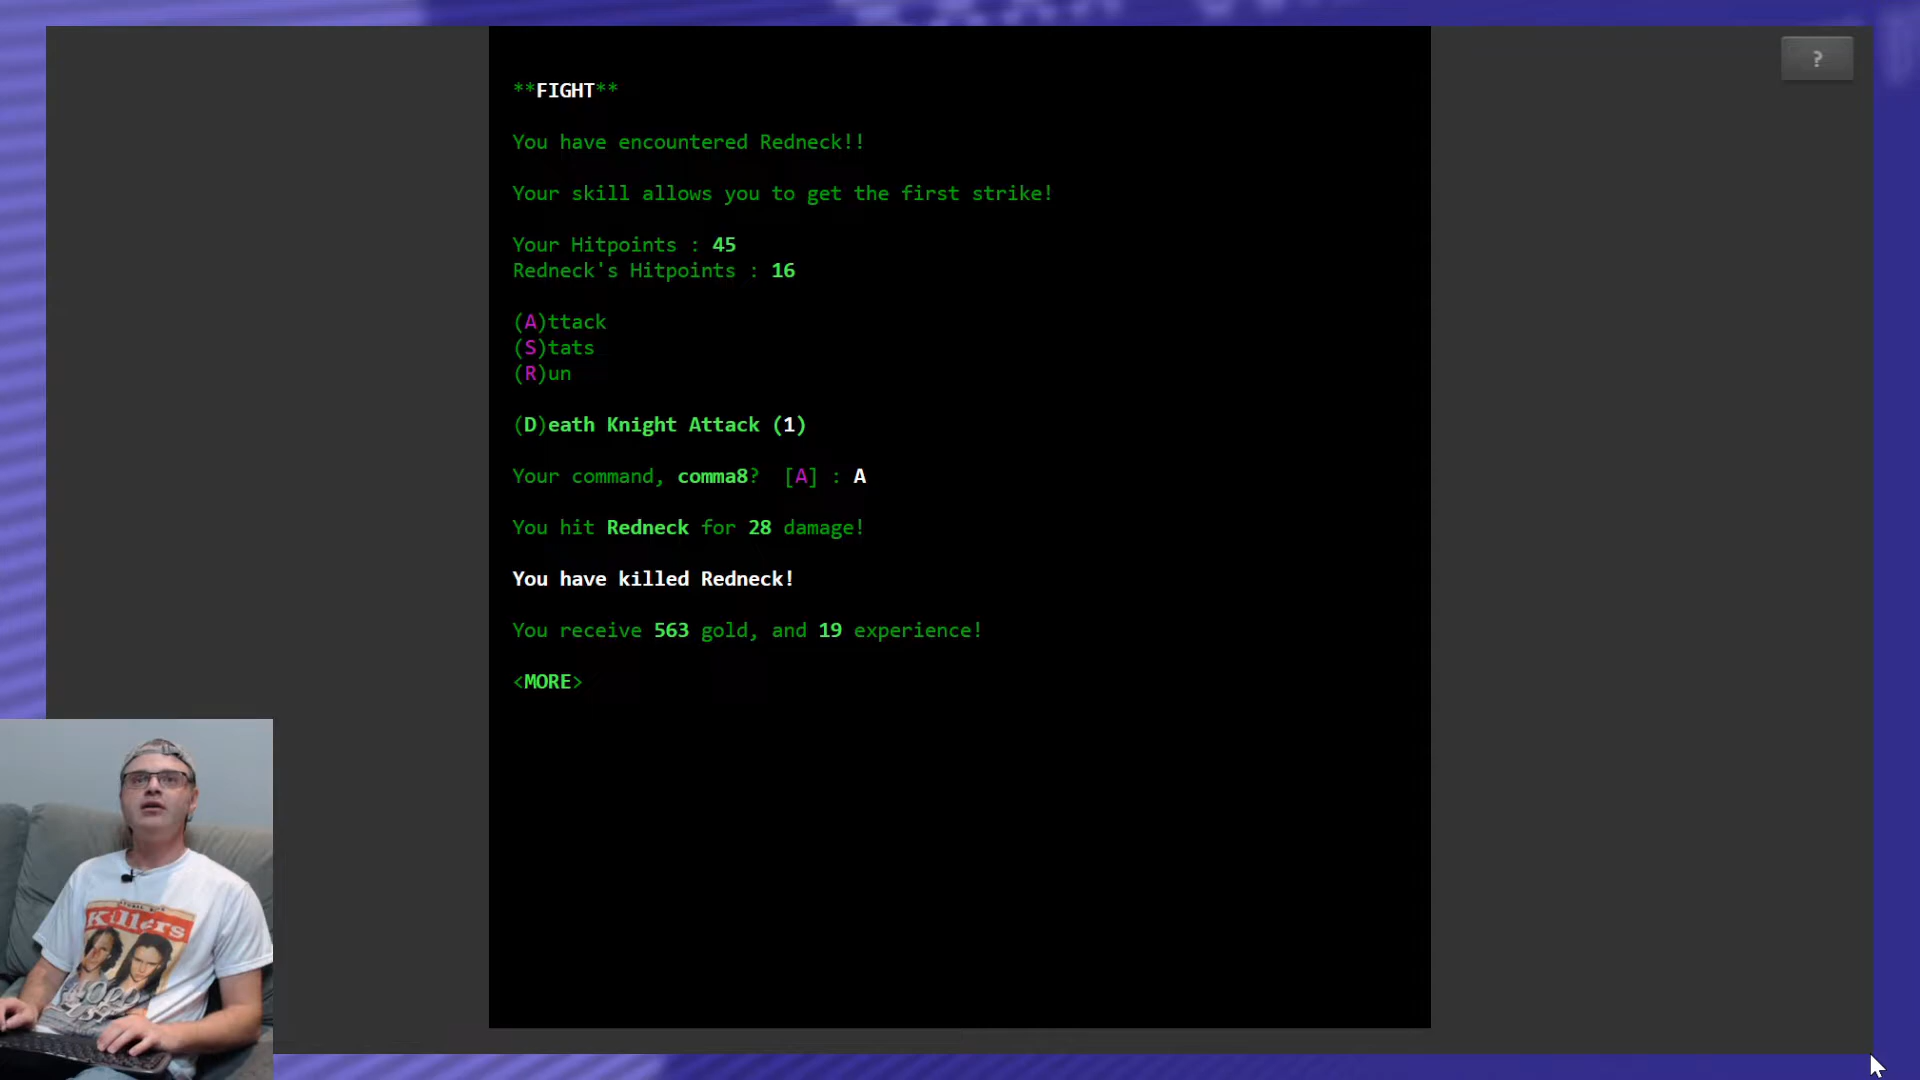 ?
**FIGHT**
You have encountered Redneck!!
Your skill allows you to get the first strike!
Your Hitpoints : 45
Redneck's Hitpoints : 16
(A)ttack
(S)tats
(R)un
(D)eath Knight Attack (1)
Your command, comma8?  [A] : A
You hit Redneck for 28 damage!
You have killed Redneck!
You receive 563 gold, and 19 experience!
<MORE>
Killers